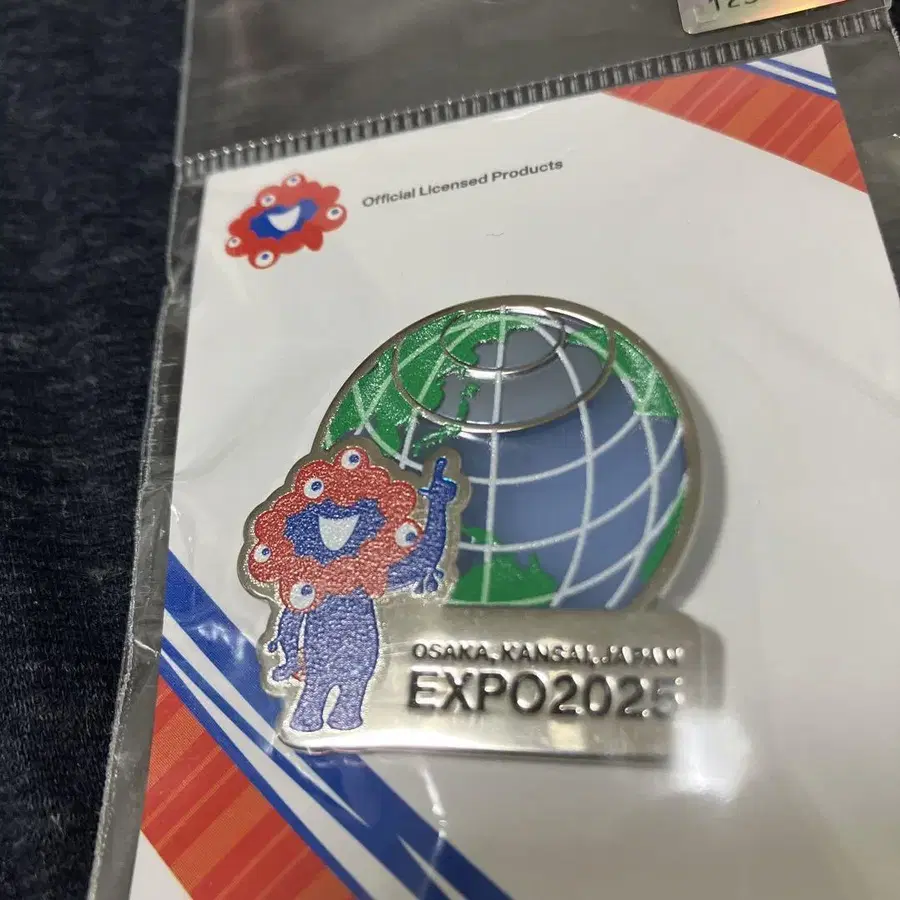 Official Licensed Products
OSAKA, KANSAI, JAPAN
EXPO2025